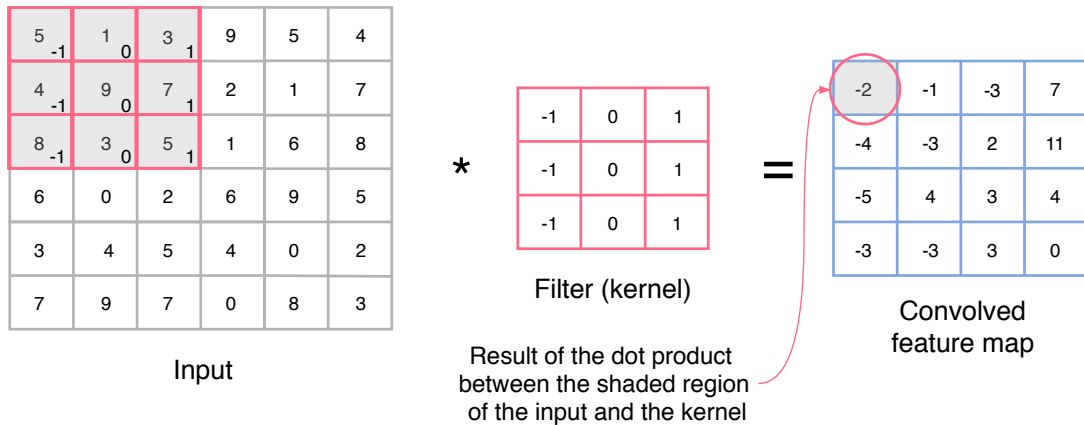 5 -1 1 0 3 1 9 5 4
4 -1 9 0 7 1 2 1 7
8 -1 3 0 5 1 1 6 8
6 0 2 6 9 5
3 4 5 4 0 2
7 9 7 0 8 3
Input
*
-1 0 1
-1 0 1
-1 0 1
Filter (kernel)
=
-2 -1 -3 7
-4 -3 2 11
-5 4 3 4
-3 -3 3 0
Convolved
feature map
Result of the dot product
between the shaded region
of the input and the kernel